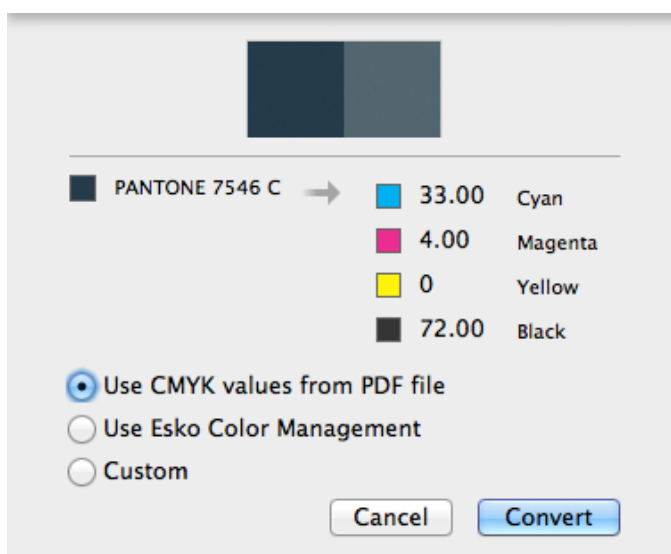 PANTONE 7546 C
33.00 Cyan
4.00 Magenta
0 Yellow
72.00 Black
Use CMYK values from PDF file
Use Esko Color Management
Custom
Cancel Convert